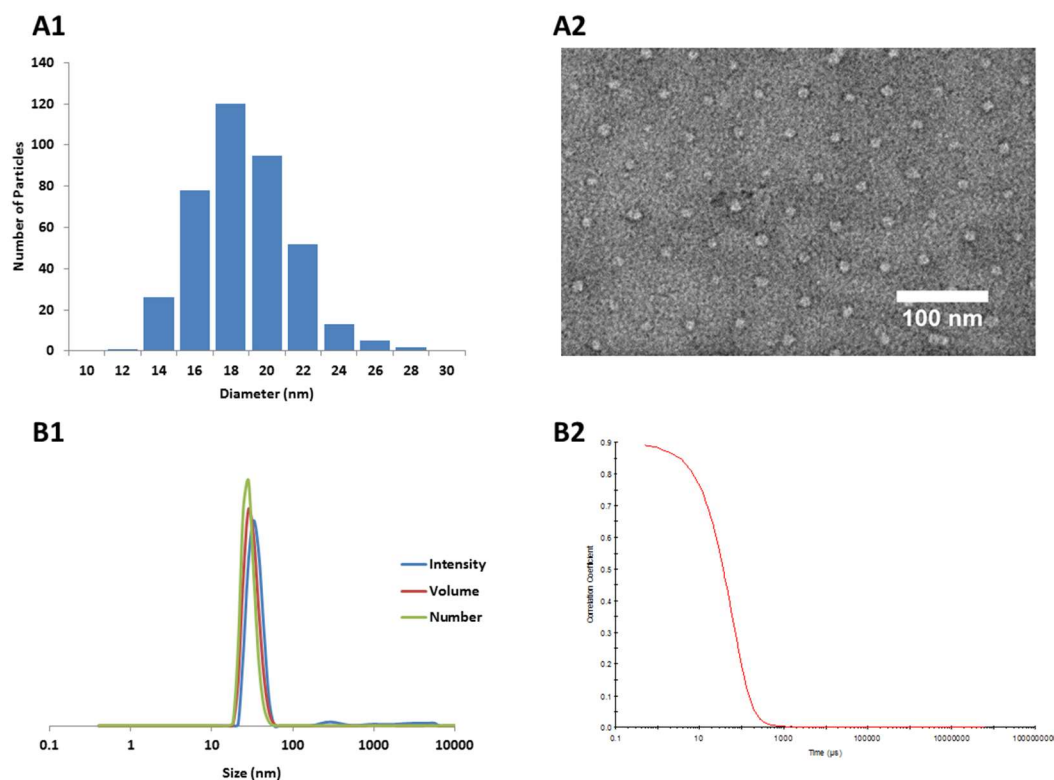 A1
A2
140
120
100
80
60
40
20
0
Number of Particles
10 12 14 16 18 20 22 24 26 28 30
Diameter (nm)
100 nm
B1
B2
Intensity
Volume
Number
0.1 1 10 100 1000 10000
Size (nm)
0.9
0.8
0.7
0.6
0.5
0.4
0.3
0.2
0.1
0.0
Correlation Coefficient
0.1 10 1000 100000 10000000 1000000000
Time (µs)